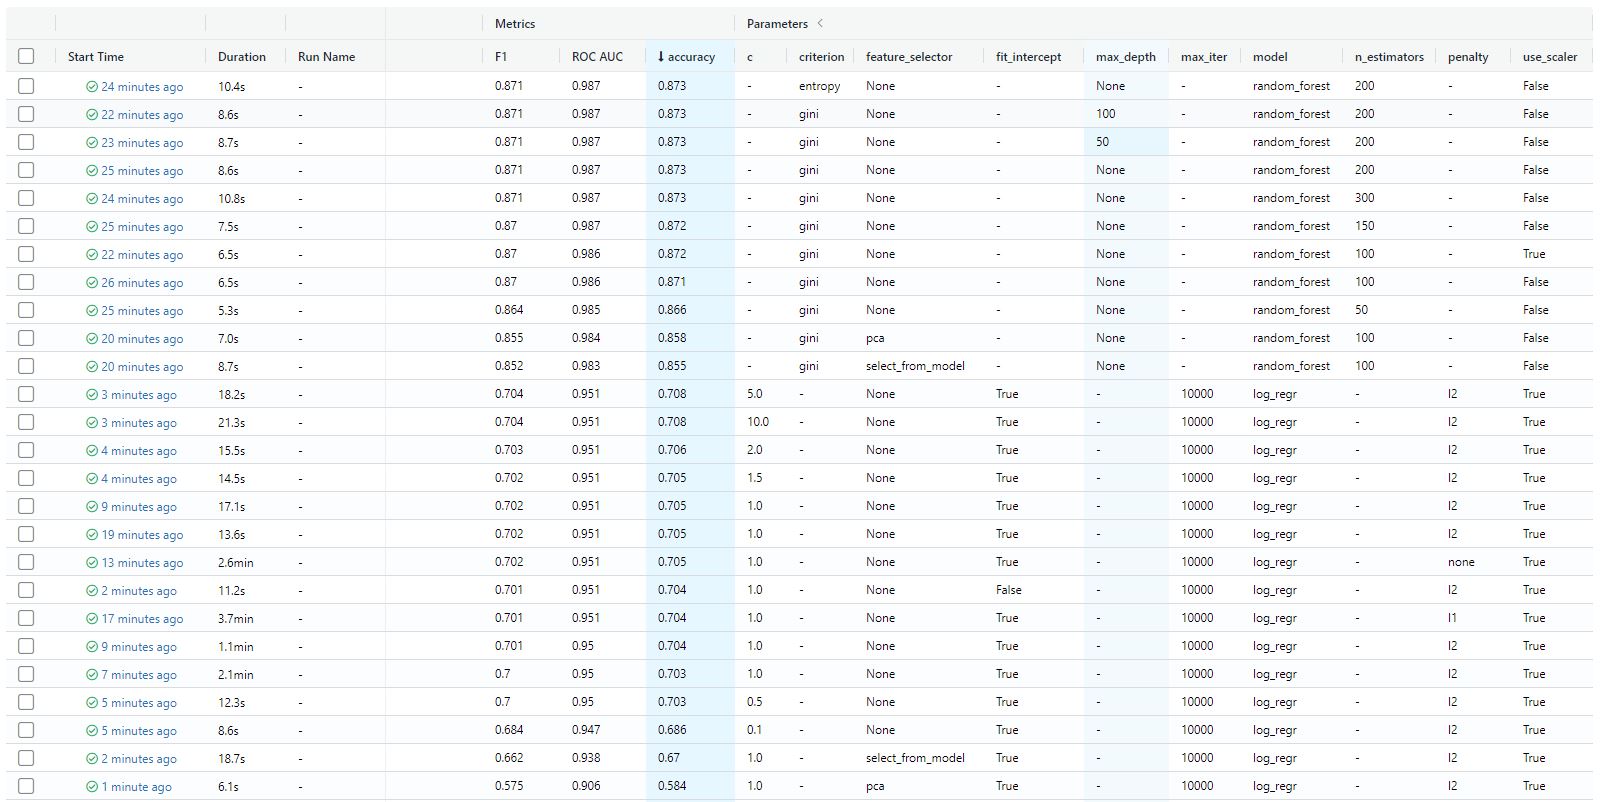 Metrics Parameters <
Start Time Duration Run Name F1 ROC AUC ↓ accuracy c criterion feature_selector fit_intercept max_depth max_iter model n_estimators penalty use_scaler
24 minutes ago 10.4s - 0.871 0.987 0.873 - entropy None - None - random_forest 200 - False
22 minutes ago 8.6s - 0.871 0.987 0.873 - gini None - 100 - random_forest 200 - False
23 minutes ago 8.7s - 0.871 0.987 0.873 - gini None - 50 - random_forest 200 - False
25 minutes ago 8.6s - 0.871 0.987 0.873 - gini None - None - random_forest 200 - False
24 minutes ago 10.8s - 0.871 0.987 0.873 - gini None - None - random_forest 300 - False
25 minutes ago 7.5s - 0.87 0.987 0.872 - gini None - None - random_forest 150 - False
22 minutes ago 6.5s - 0.87 0.986 0.872 - gini None - None - random_forest 100 - True
26 minutes ago 6.5s - 0.87 0.986 0.871 - gini None - None - random_forest 100 - False
25 minutes ago 5.3s - 0.864 0.985 0.866 - gini None - None - random_forest 50 - False
20 minutes ago 7.0s - 0.855 0.984 0.858 - gini pca - None - random_forest 100 - False
20 minutes ago 8.7s - 0.852 0.983 0.855 - gini select_from_model - None - random_forest 100 - False
3 minutes ago 18.2s - 0.704 0.951 0.708 5.0 - None True - 10000 log_regr - l2 True
3 minutes ago 21.3s - 0.704 0.951 0.708 10.0 - None True - 10000 log_regr - l2 True
4 minutes ago 15.5s - 0.703 0.951 0.706 2.0 - None True - 10000 log_regr - l2 True
4 minutes ago 14.5s - 0.702 0.951 0.705 1.5 - None True - 10000 log_regr - l2 True
9 minutes ago 17.1s - 0.702 0.951 0.705 1.0 - None True - 10000 log_regr - l2 True
19 minutes ago 13.6s - 0.702 0.951 0.705 1.0 - None True - 10000 log_regr - l2 True
13 minutes ago 2.6min - 0.702 0.951 0.705 1.0 - None True - 10000 log_regr - none True
2 minutes ago 11.2s - 0.701 0.951 0.704 1.0 - None False - 10000 log_regr - l2 True
17 minutes ago 3.7min - 0.701 0.951 0.704 1.0 - None True - 10000 log_regr - l1 True
9 minutes ago 1.1min - 0.701 0.95 0.704 1.0 - None True - 10000 log_regr - l2 True
7 minutes ago 2.1min - 0.7 0.95 0.703 1.0 - None True - 10000 log_regr - l2 True
5 minutes ago 12.3s - 0.7 0.95 0.703 0.5 - None True - 10000 log_regr - l2 True
5 minutes ago 8.6s - 0.684 0.947 0.686 0.1 - None True - 10000 log_regr - l2 True
2 minutes ago 18.7s - 0.662 0.938 0.67 1.0 - select_from_model True - 10000 log_regr - l2 True
1 minute ago 6.1s - 0.575 0.906 0.584 1.0 - pca True - 10000 log_regr - l2 True